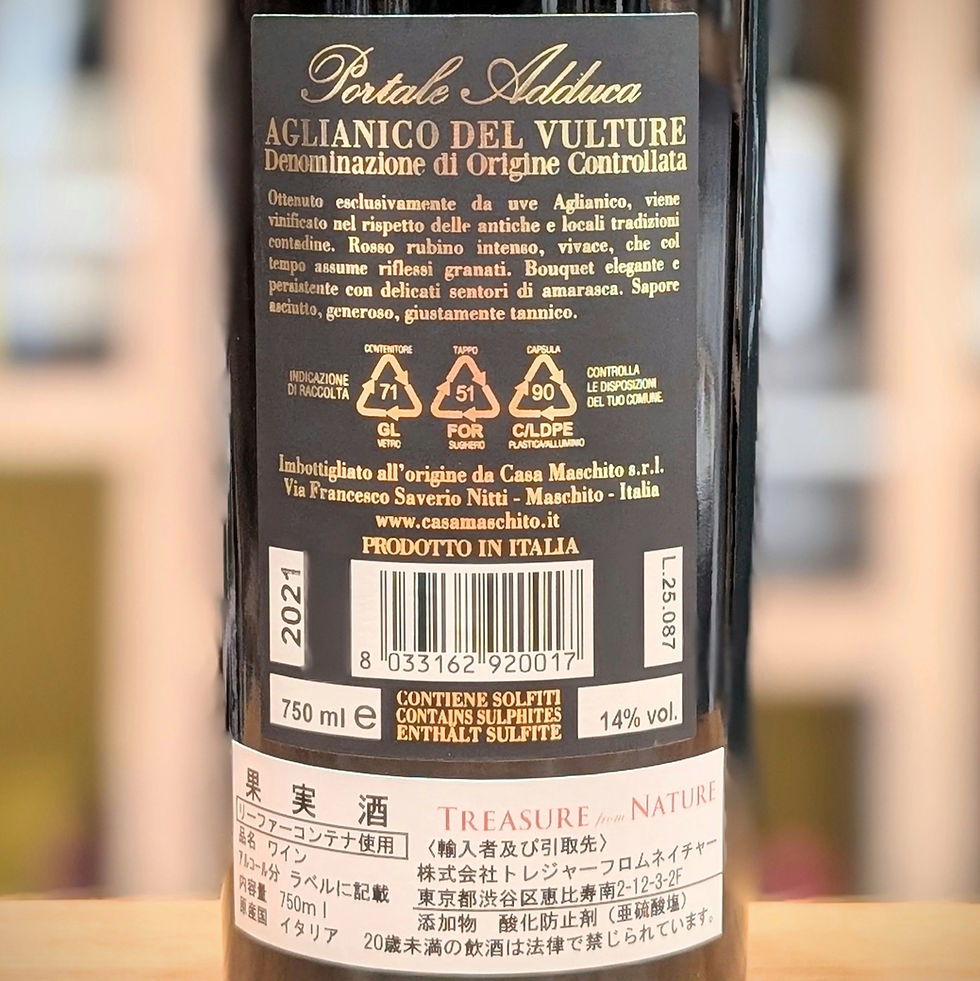 Portale Adduca
AGLIANICO DEL VULTURE
Denominazione di Origine Controllata
Ottenuto esclusivamente da uve Aglianico, viene
vinificato nel rispetto delle antiche e locali tradizioni
contadine. Rosso rubino intenso, vivace, che col
tempo assume riflessi granati. Bouquet elegante e
persistente con delicati sentori di amarasca. Sapore
asciutto, generoso, giustamente tannico.
CONTENITORE TAPPO CAPSULA
INDICAZIONE
DI RACCOLTA
71 51 90
CONTROLLA
LE DISPOSIZIONI
DEL TUO COMUNE
GL FOR C/LDPE
VETRO SUGHERO PLASTICA/ALLUMINIO
Imbottigliato all'origine da Casa Maschito s.r.l.
Via Francesco Saverio Nitti - Maschito - Italia
www.casamaschito.it
PRODOTTO IN ITALIA
2021
L.25.087
8 033162 920017
750 ml e
CONTIENE SOLFITI
CONTAINS SULPHITES
ENTHÄLT SULFITE
14% vol.
果実酒
リーファーコンテナ使用
品名 ワイン
アルコール分 ラベルに記載
内容量 750ml
原産国 イタリア
TREASURE from NATURE
〈輸入者及び引取先〉
株式会社トレジャーフロムネイチャー
東京都渋谷区恵比寿南2-12-3-2F
添加物 酸化防止剤（亜硫酸塩）
20歳未満の飲酒は法律で禁じられています。